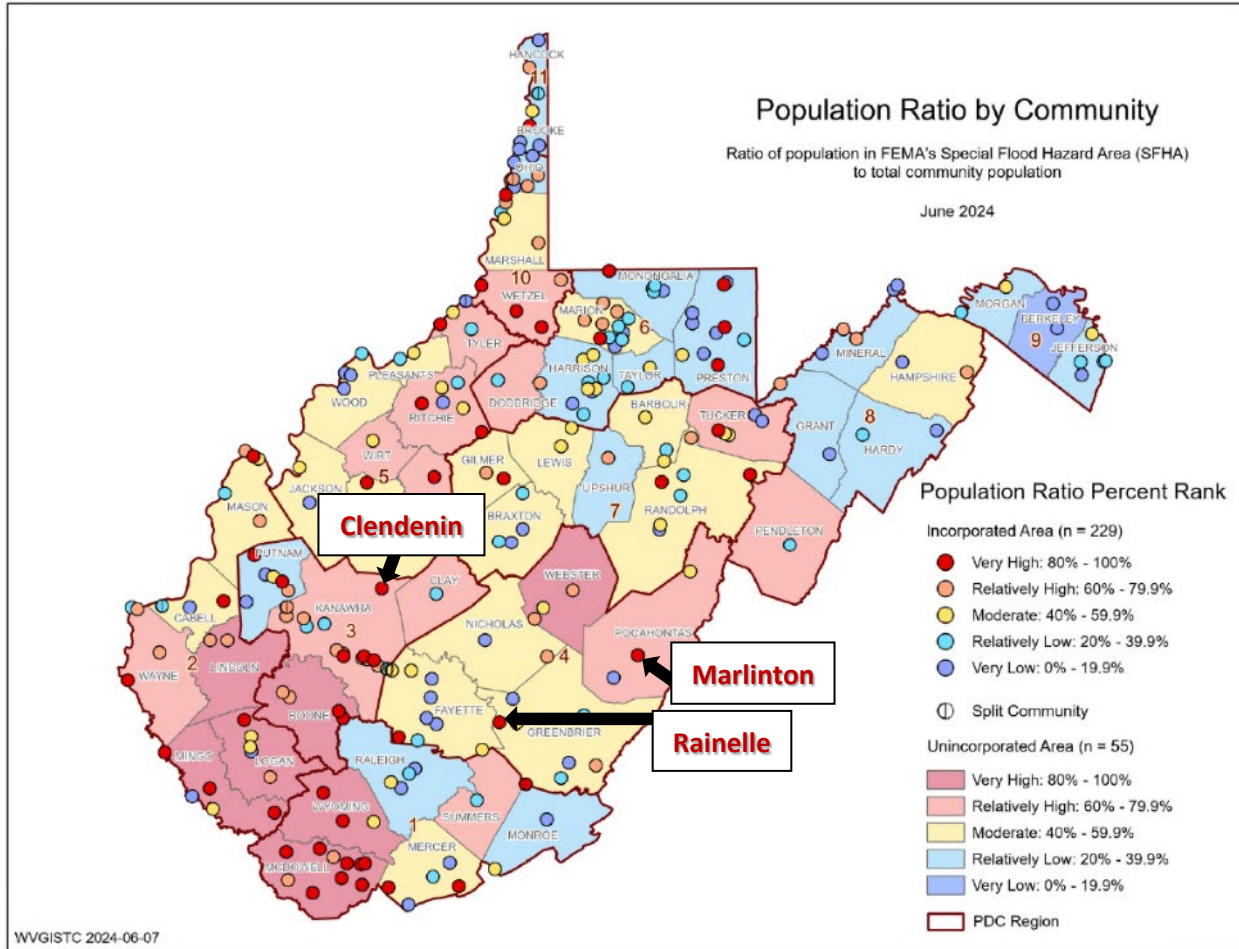 Population Ratio by Community
Ratio of population in FEMA's Special Flood Hazard Area (SFHA)
to total community population
June 2024
HANCOCK
11
BROOKE
OHIO
MARSHALL
10
WETZEL
MONONGALIA
MARION
6
TYLER
PLEASANTS
WOOD
HARRISON
TAYLOR
PRESTON
DODDRIDGE
RITCHIE
BARBOUR
TUCKER
MINERAL
HAMPSHIRE
MORGAN
BERKELEY
9
JEFFERSON
GRANT
8
HARDY
WIRT
5
GILMER
LEWIS
UPSHUR
7
RANDOLPH
JACKSON
MASON
BRAXTON
PENDLETON
Clendenin
PUTNAM
CLAY
WEBSTER
KANAWHA
3
CABELL
NICHOLAS
POCAHONTAS
4
2
LINCOLN
WAYNE
Marlinton
BOONE
FAYETTE
GREENBRIER
Rainelle
MINGO
LOGAN
RALEIGH
WYOMING
SUMMERS
1
MONROE
MERCER
MCDOWELL
Population Ratio Percent Rank
Incorporated Area (n = 229)
Very High: 80% - 100%
Relatively High: 60% - 79.9%
Moderate: 40% - 59.9%
Relatively Low: 20% - 39.9%
Very Low: 0% - 19.9%
Split Community
Unincorporated Area (n = 55)
Very High: 80% - 100%
Relatively High: 60% - 79.9%
Moderate: 40% - 59.9%
Relatively Low: 20% - 39.9%
Very Low: 0% - 19.9%
PDC Region
WVGISTC 2024-06-07